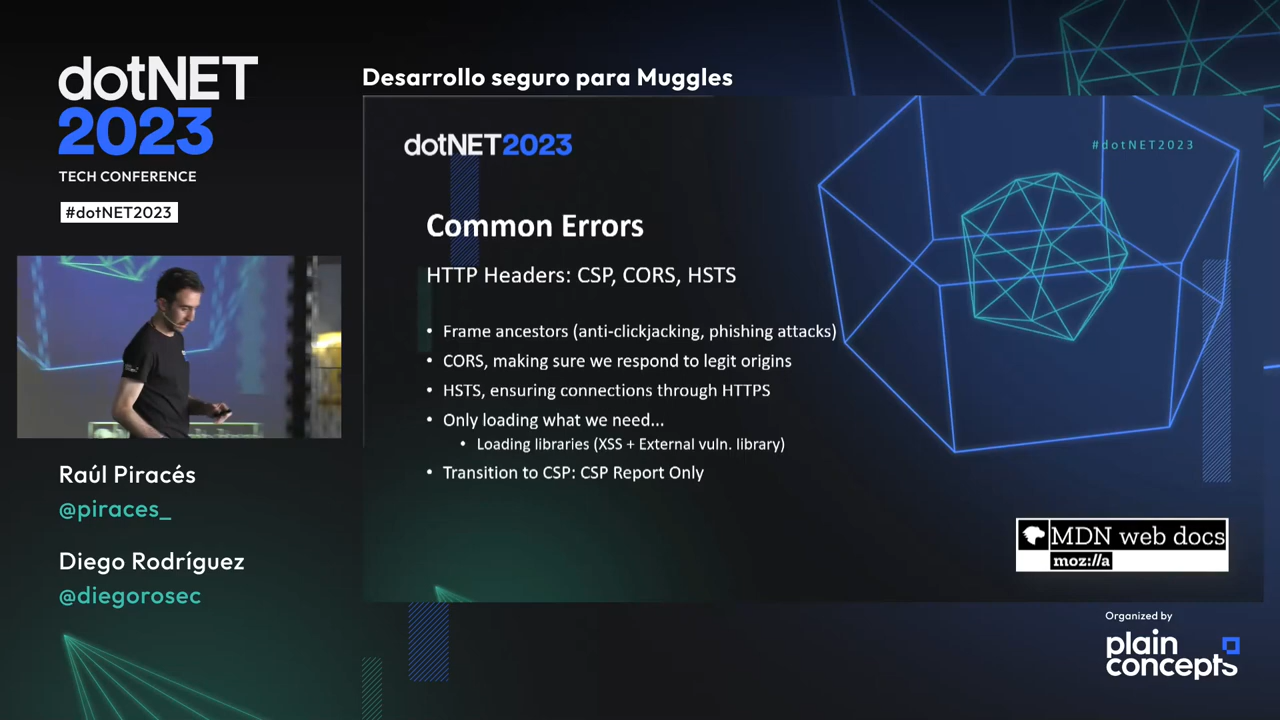 dotNET
2023
TECH CONFERENCE
#dotNET2023
Raúl Piracés
@piraces_
Diego Rodríguez
@diegorosec
Desarrollo seguro para Muggles
dotNET2023
#dotNET2023
Common Errors
HTTP Headers: CSP, CORS, HSTS
• Frame ancestors (anti-clickjacking, phishing attacks)
• CORS, making sure we respond to legit origins
• HSTS, ensuring connections through HTTPS
• Only loading what we need...
• Loading libraries (XSS + External vuln. library)
• Transition to CSP: CSP Report Only
MDN web docs
moz://a
Organized by
plain
concepts